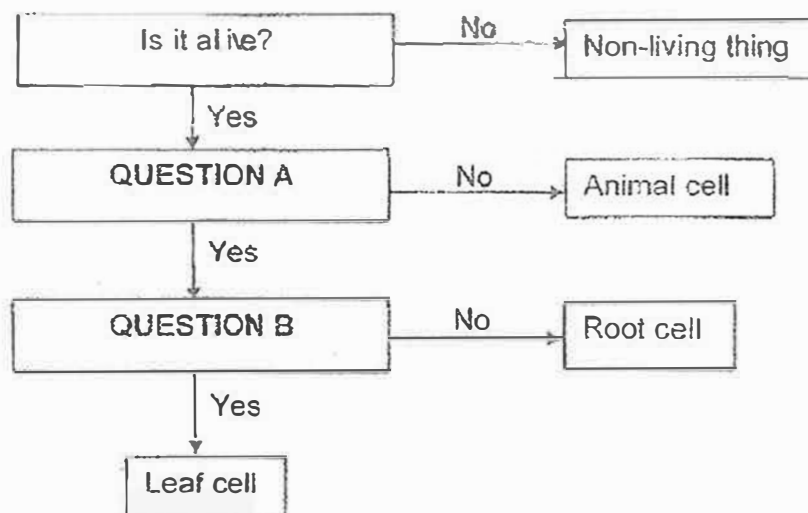 Is it alive?
No
Non-living thing
Yes
QUESTION A
No
Animal cell
Yes
QUESTION B
No
Root cell
Yes
Leaf cell